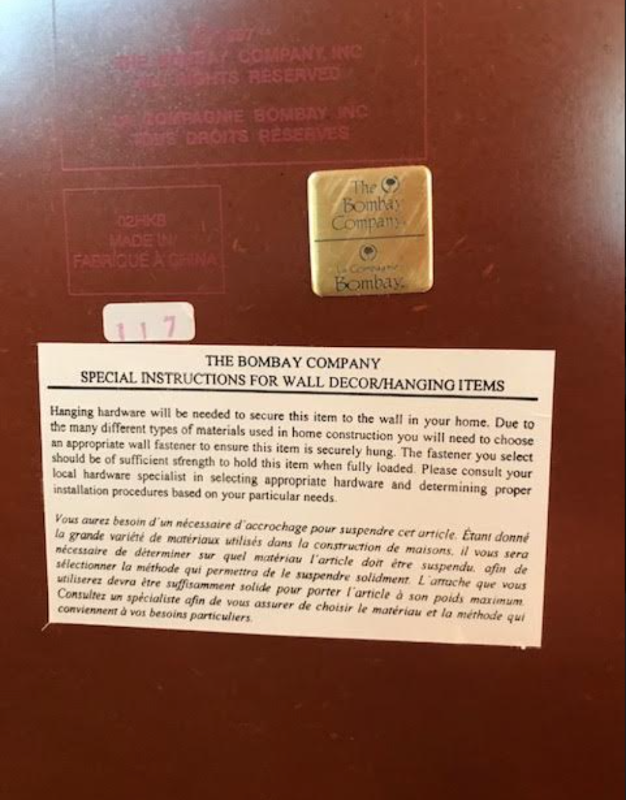 THE BOMBAY COMPANY, INC
ALL RIGHTS RESERVED
LA COMPAGNIE BOMBAY INC
TOUS DROITS RÉSERVÉS
The
Bombay
Company.
La Compagnie
Bombay.
02HKB
MADE IN/
FABRIQUÉ À CHINA
117
THE BOMBAY COMPANY
SPECIAL INSTRUCTIONS FOR WALL DECOR/HANGING ITEMS
Hanging hardware will be needed to secure this item to the wall in your home. Due to
the many different types of materials used in home construction you will need to choose
an appropriate wall fastener to ensure this item is securely hung. The fastener you select
should be of sufficient strength to hold this item when fully loaded. Please consult your
local hardware specialist in selecting appropriate hardware and determining proper
installation procedures based on your particular needs.
Vous aurez besoin d'un nécessaire d'accrochage pour suspendre cet article. Étant donné
la grande variété de matériaux utilisés dans la construction de maisons, il vous sera
nécessaire de déterminer sur quel matériau l'article doit être suspendu, afin de
sélectionner la méthode qui permettra de le suspendre solidment. L'attache que vous
utiliserez devra être suffisamment solide pour porter l'article à son poids maximum.
Consultez un spécialiste afin de vous assurer de choisir le matériau et la méthode qui
conviennent à vos besoins particuliers.